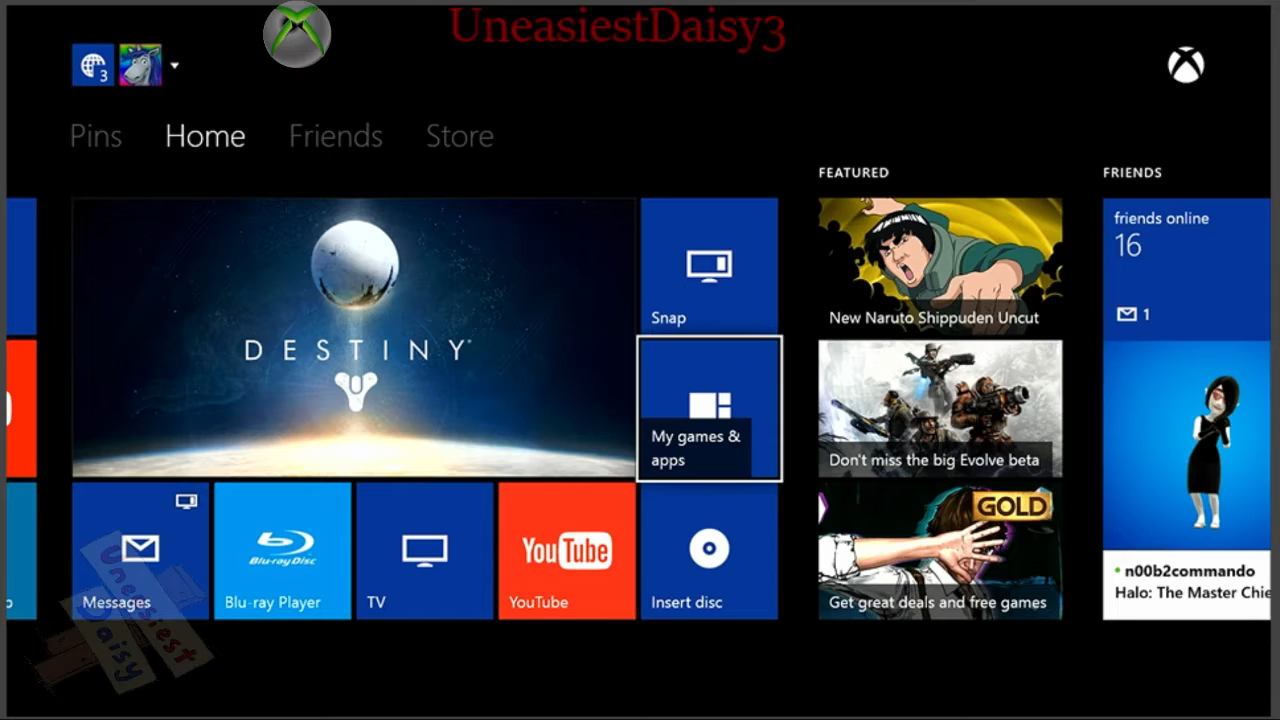 UneasiestDaisy3
3
Pins Home Friends Store
FEATURED
FRIENDS
DESTINY
Snap
My games &
apps
Messages
Blu-ray Disc
Blu-ray Player
TV
YouTube
YouTube
Insert disc
New Naruto Shippuden Uncut
Don't miss the big Evolve beta
GOLD
Get great deals and free games
friends online
16
1
n00b2commando
Halo: The Master Chie
Uneasiest
Daisy